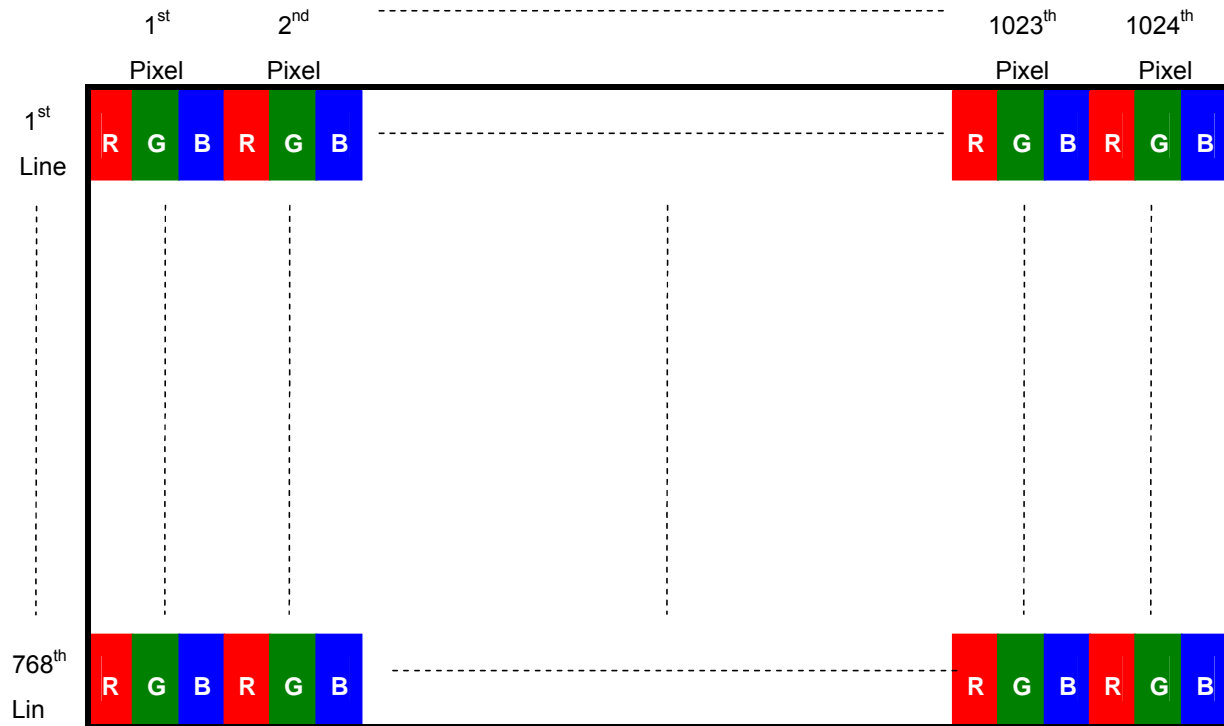 1st 2nd 1023th 1024th
Pixel Pixel Pixel Pixel
1st
Line
R G B R G B R G B R G B
768th
Lin
R G B R G B R G B R G B